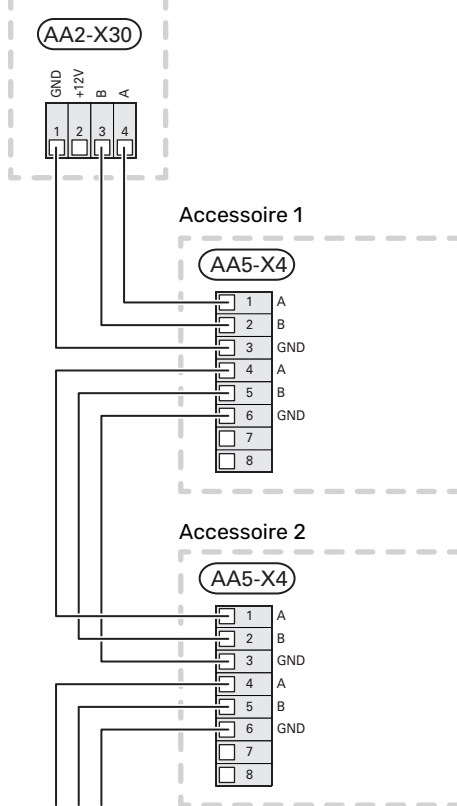 AA2-X30
GND +12V B A
1 2 3 4
Accessoire 1
AA5-X4
1 A
2 B
3 GND
4 A
5 B
6 GND
7
8
Accessoire 2
AA5-X4
1 A
2 B
3 GND
4 A
5 B
6 GND
7
8